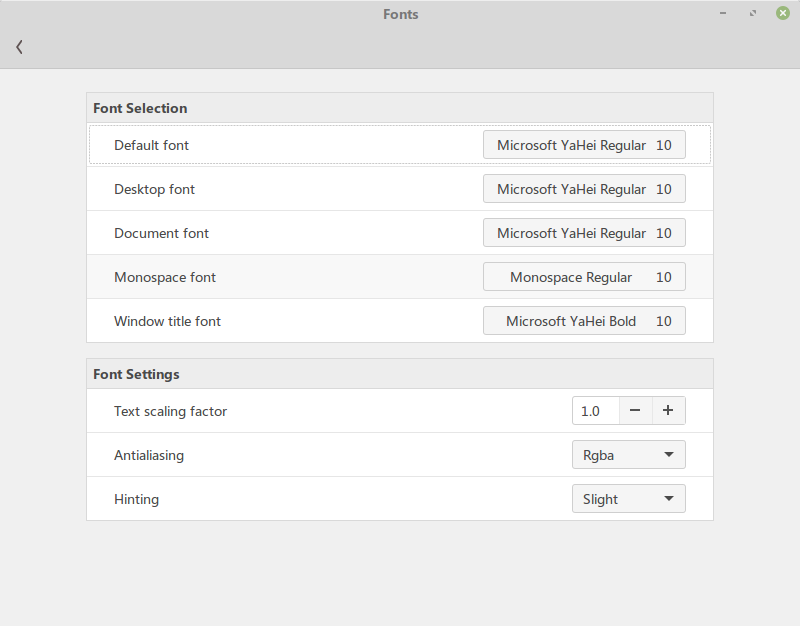 Fonts
Font Selection
Default font Microsoft YaHei Regular 10
Desktop font Microsoft YaHei Regular 10
Document font Microsoft YaHei Regular 10
Monospace font Monospace Regular 10
Window title font Microsoft YaHei Bold 10
Font Settings
Text scaling factor 1.0 − +
Antialiasing Rgba
Hinting Slight